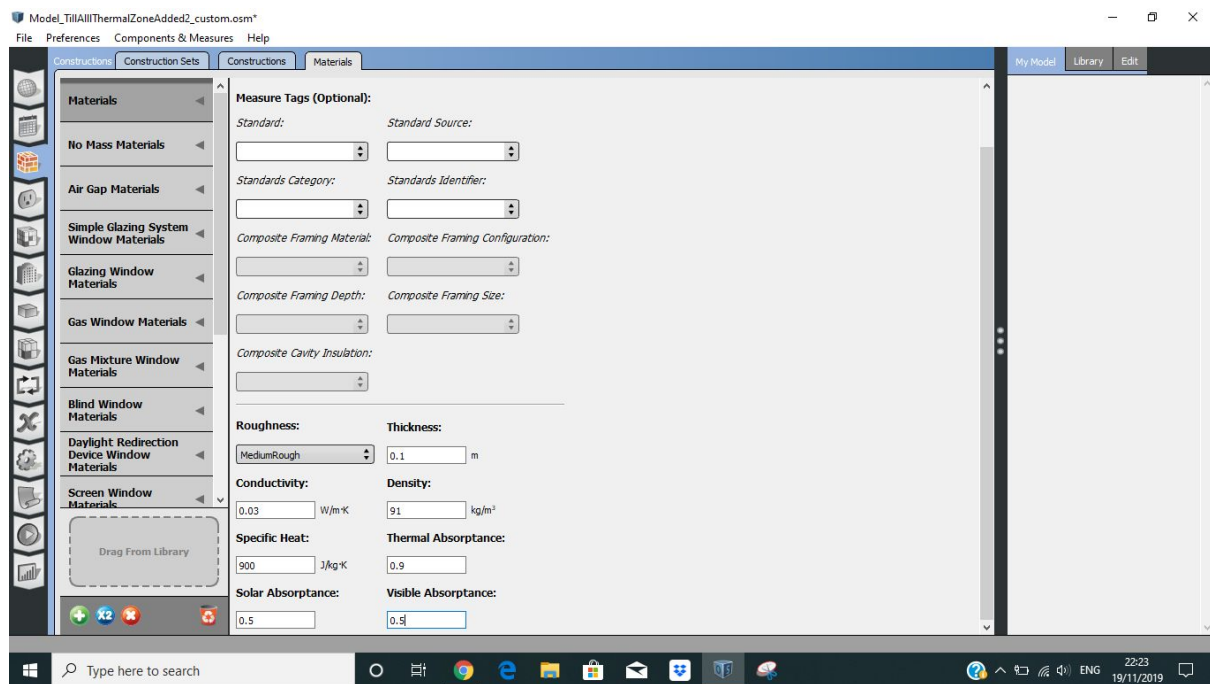 Model_TillAllIThermalZoneAdded2_custom.osm*
File Preferences Components & Measures Help
Constructions Construction Sets Constructions Materials My Model Library Edit
Materials
No Mass Materials
Air Gap Materials
Simple Glazing System
Window Materials
Glazing Window
Materials
Gas Window Materials
Gas Mixture Window
Materials
Blind Window
Materials
Daylight Redirection
Device Window
Materials
Screen Window
Materials
Drag From Library
X2
Measure Tags (Optional):
Standard: Standard Source:
Standards Category: Standards Identifier:
Composite Framing Material: Composite Framing Configuration:
Composite Framing Depth: Composite Framing Size:
Composite Cavity Insulation:
Roughness: Thickness:
MediumRough 0.1 m
Conductivity: Density:
0.03 W/m·K 91 kg/m³
Specific Heat: Thermal Absorptance:
900 J/kg·K 0.9
Solar Absorptance: Visible Absorptance:
0.5 0.5
Type here to search ENG 22:23
19/11/2019